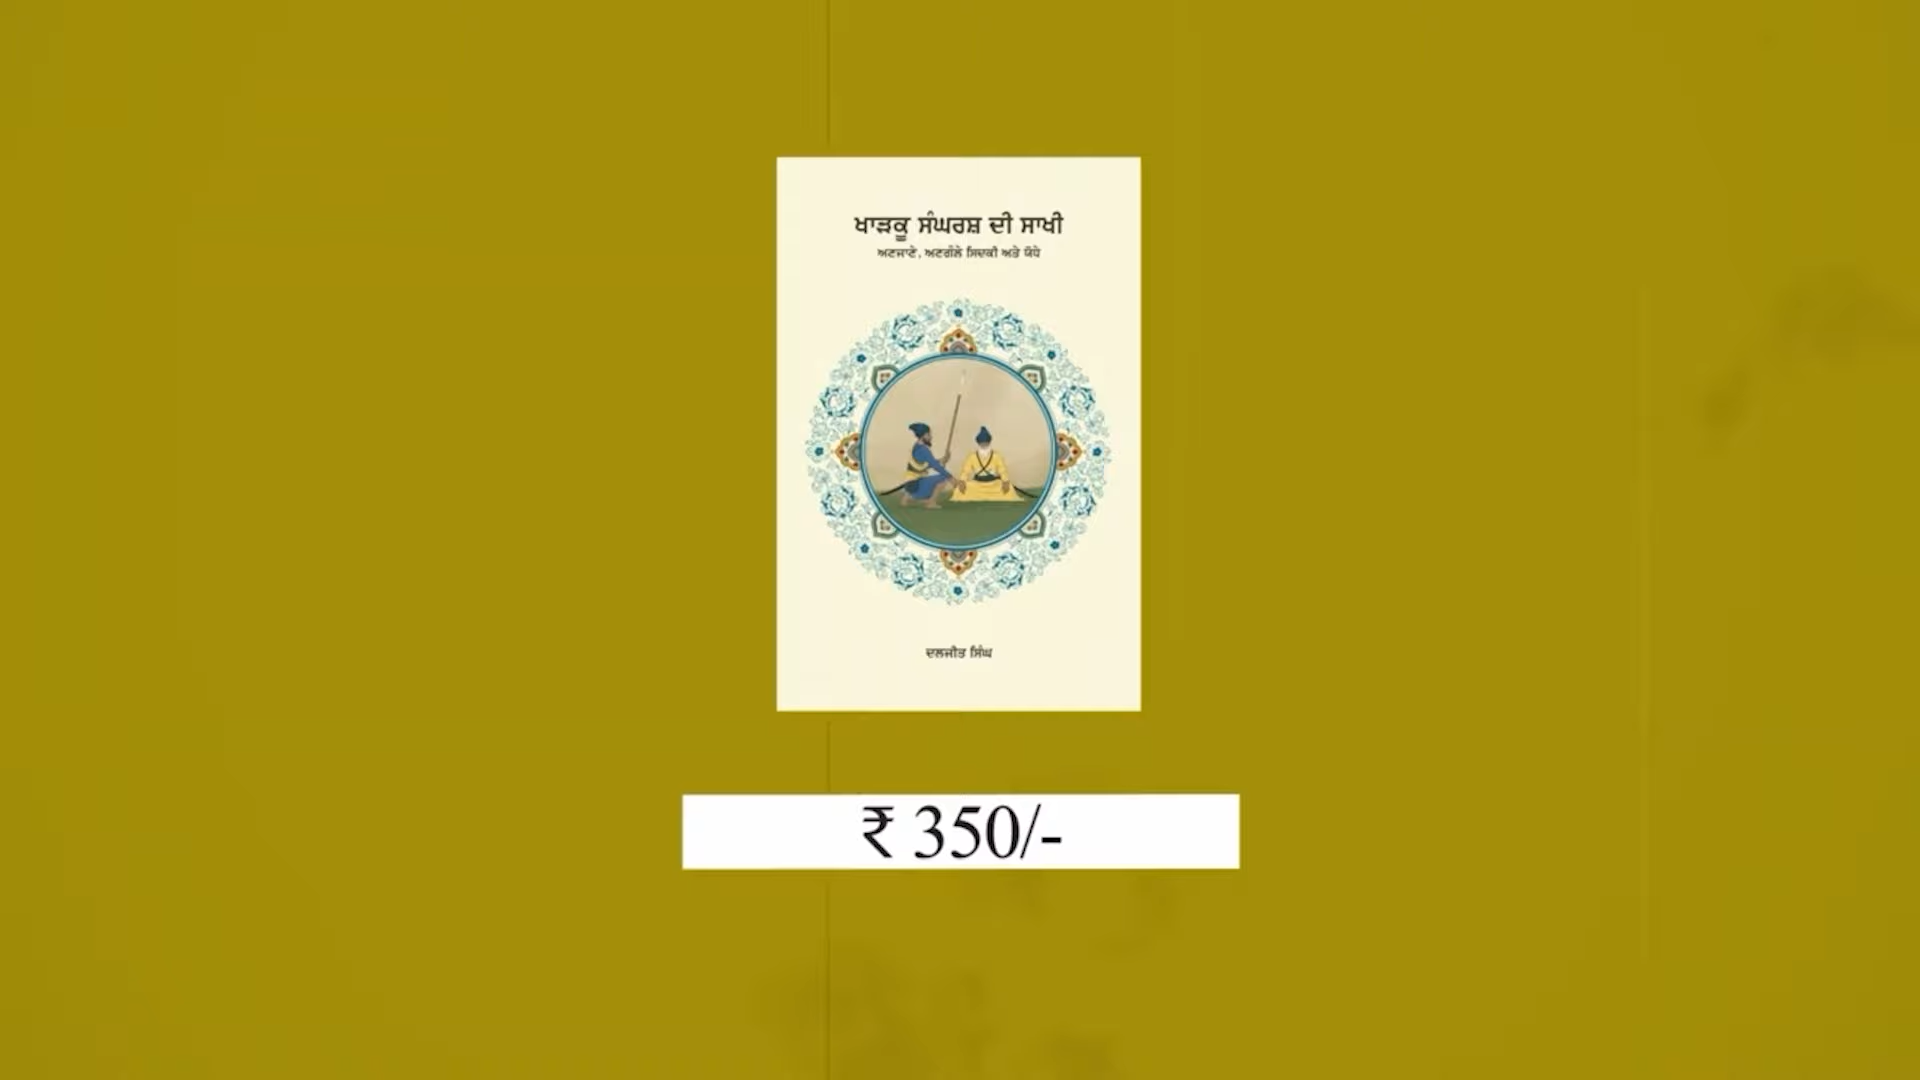 ਖਾੜਕੂ ਸੰਘਰਸ਼ ਦੀ ਸਾਖੀ
ਅਣਜਾਣੇ, ਅਣਗੌਲੇ ਸਿਦਕੀ ਅਤੇ ਯੋਧੇ
ਦਲਜੀਤ ਸਿੰਘ
₹ 350/-